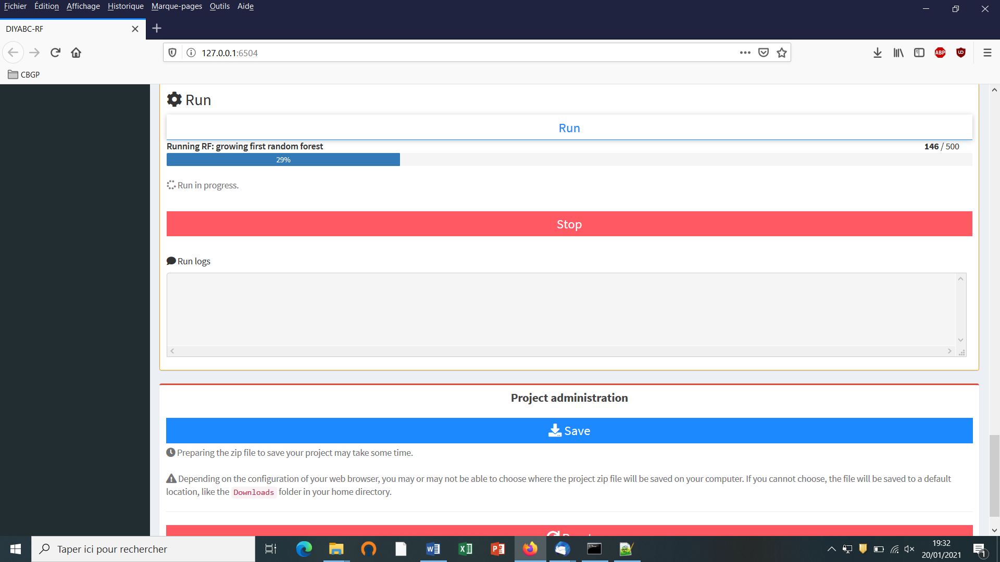 Fichier Édition Affichage Historique Marque-pages Outils Aide
DIYABC-RF
127.0.0.1:6504
ABP
CBGP
Run
Run
Running RF: growing first random forest 146 / 500
29%
Run in progress.
Stop
Run logs
Project administration
Save
Preparing the zip file to save your project may take some time.
Depending on the configuration of your web browser, you may or may not be able to choose where the project zip file will be saved on your computer. If you cannot choose, the file will be saved to a default
location, like the Downloads folder in your home directory.
Taper ici pour rechercher
19:32
20/01/2021
1